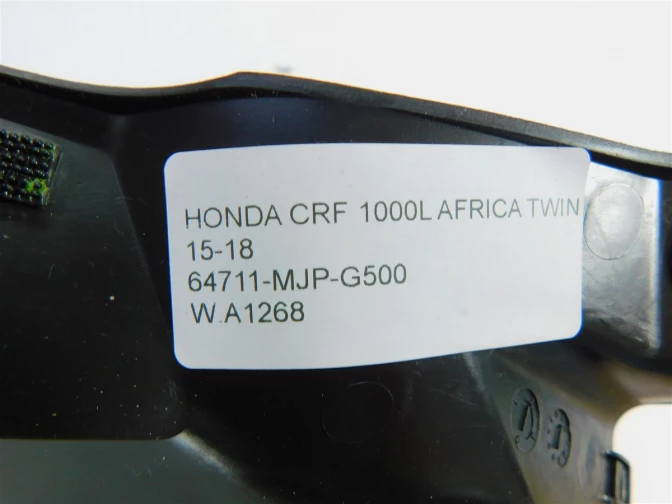 HONDA CRF 1000L AFRICA TWIN
15-18
64711-MJP-G500
W.A1268